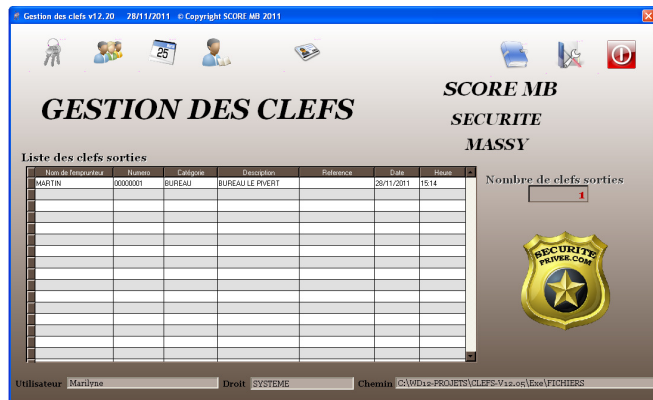 Gestion des clefs v12.20 28/11/2011 © Copyright SCORE MB 2011
25
GESTION DES CLEFS
SCORE MB
SECURITE
MASSY
Liste des clefs sorties
Nom de l'emprunteur Numero Catégorie Description Reference Date Heure
MARTIN 00000001 BUREAU BUREAU LE PIVERT 28/11/2011 15:14
Nombre de clefs sorties
1
SECURITE
PRIVEE.COM
Utilisateur Marilyne Droit SYSTEME Chemin C:\WD12-PROJETS\CLEFS-V12.05\Exe\FICHIERS